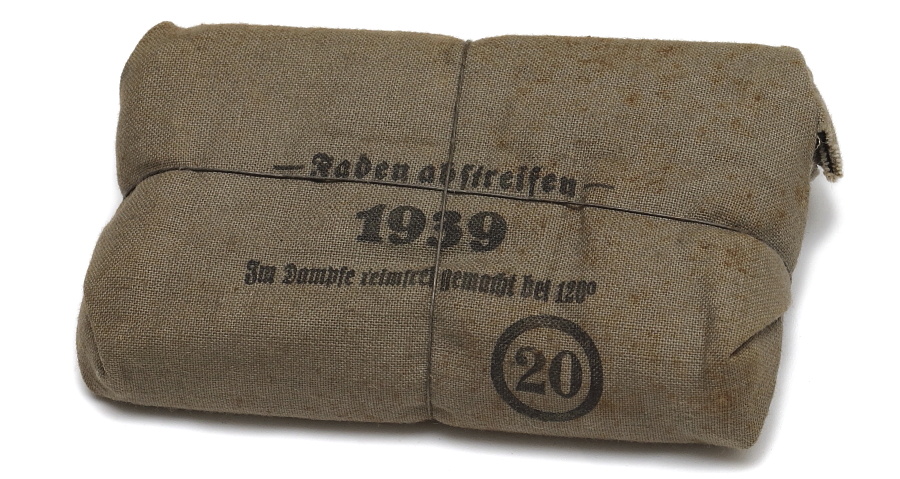 — Faden abstreifen —
1939
Im Dampfe keimfrei gemacht bei 120°
20